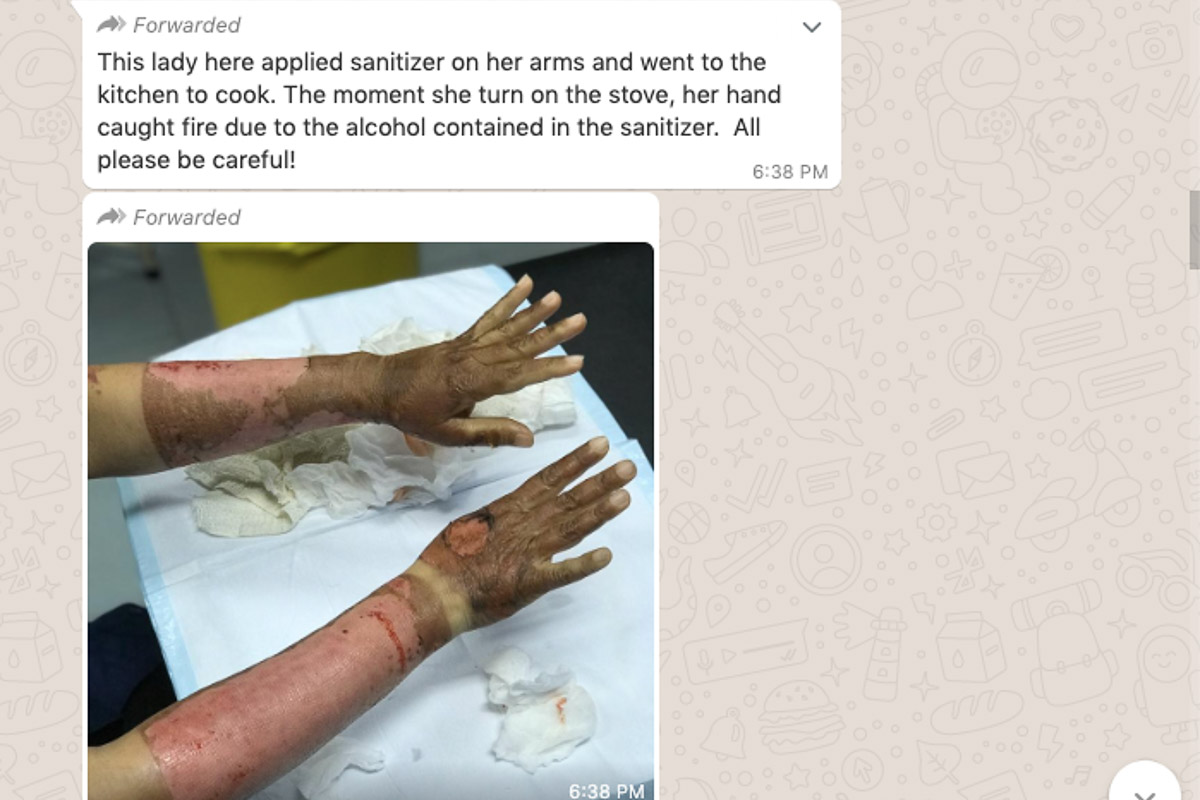 Forwarded
This lady here applied sanitizer on her arms and went to the
kitchen to cook. The moment she turn on the stove, her hand
caught fire due to the alcohol contained in the sanitizer.  All
please be careful!
6:38 PM
Forwarded
6:38 PM